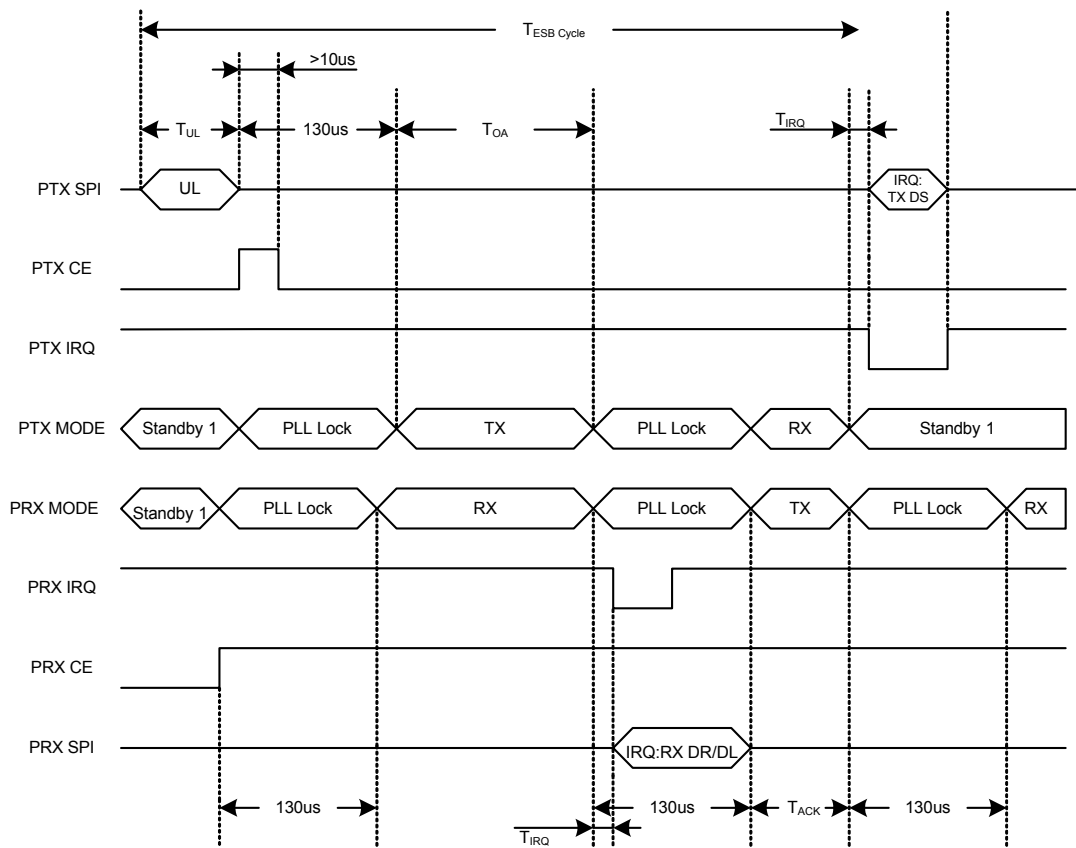 TESB Cycle
>10us
TUL 130us TOA TIRQ
PTX SPI UL IRQ:
TX DS
PTX CE
PTX IRQ
PTX MODE Standby 1 PLL Lock TX PLL Lock RX Standby 1
PRX MODE Standby 1 PLL Lock RX PLL Lock TX PLL Lock RX
PRX IRQ
PRX CE
PRX SPI IRQ:RX DR/DL
130us 130us TACK 130us
TIRQ